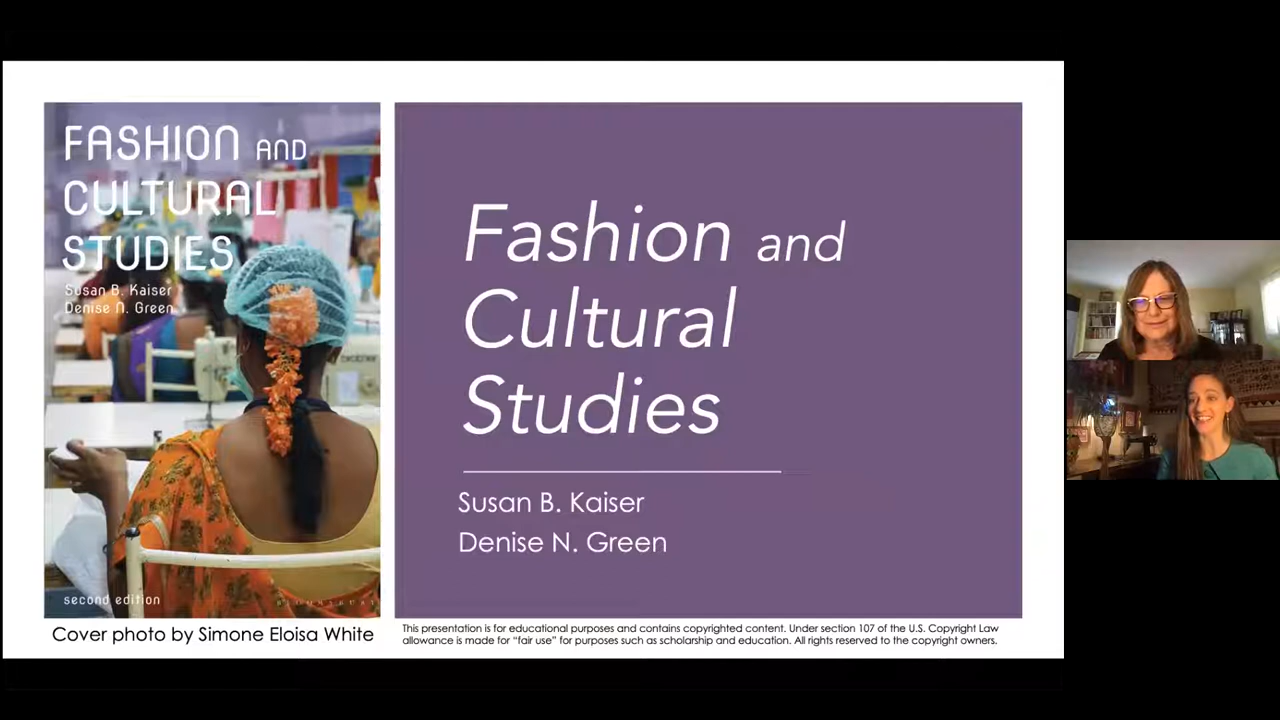 FASHION AND
CULTURAL
STUDIES
Susan B. Kaiser
Denise N. Green
second edition
BLOOMSBURY
Cover photo by Simone Eloisa White
Fashion and
Cultural
Studies
Susan B. Kaiser
Denise N. Green
This presentation is for educational purposes and contains copyrighted content. Under section 107 of the U.S. Copyright Law
allowance is made for “fair use” for purposes such as scholarship and education. All rights reserved to the copyright owners.